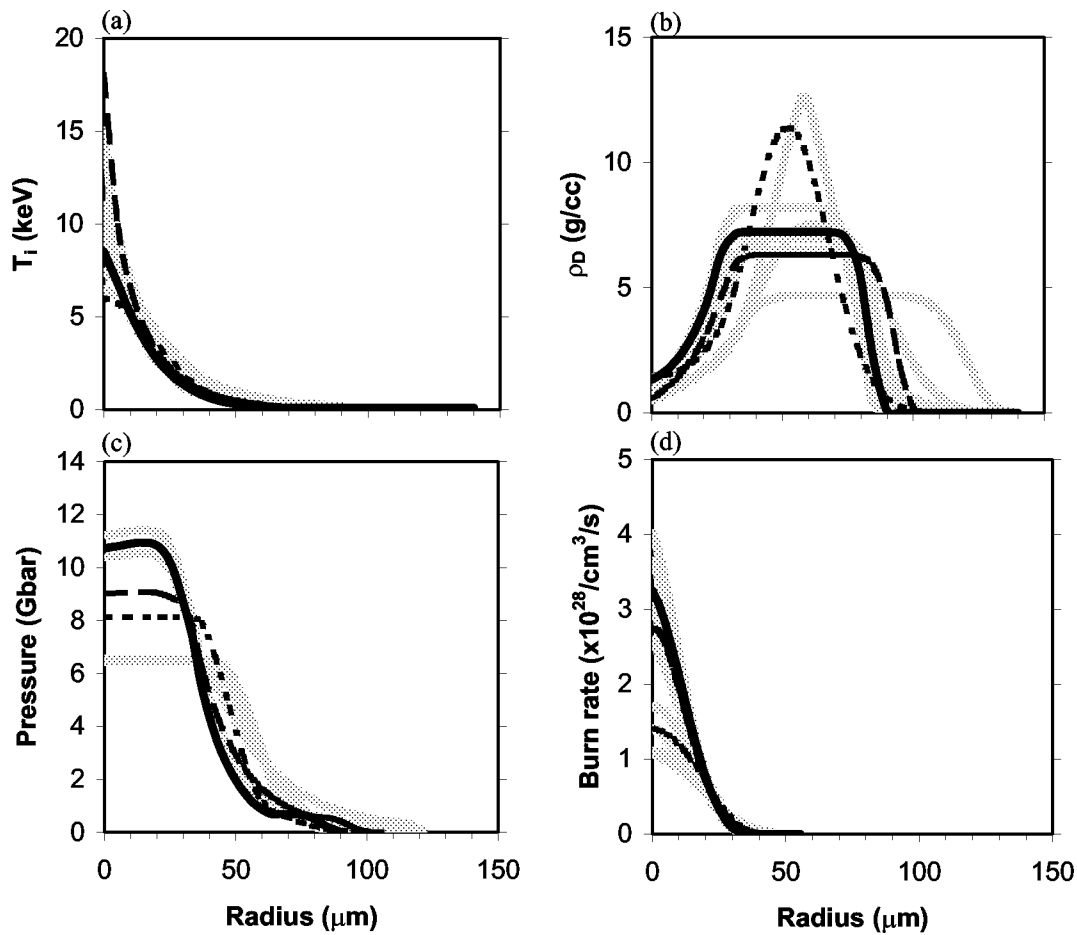 (a)
20
15
10
5
0
T_i (keV)
(b)
15
10
5
0
ρ_D (g/cc)
(c)
14
12
10
8
6
4
2
0
Pressure (Gbar)
0 50 100 150
Radius (μm)
(d)
5
4
3
2
1
0
Burn rate (x10^28/cm^3/s)
0 50 100 150
Radius (μm)